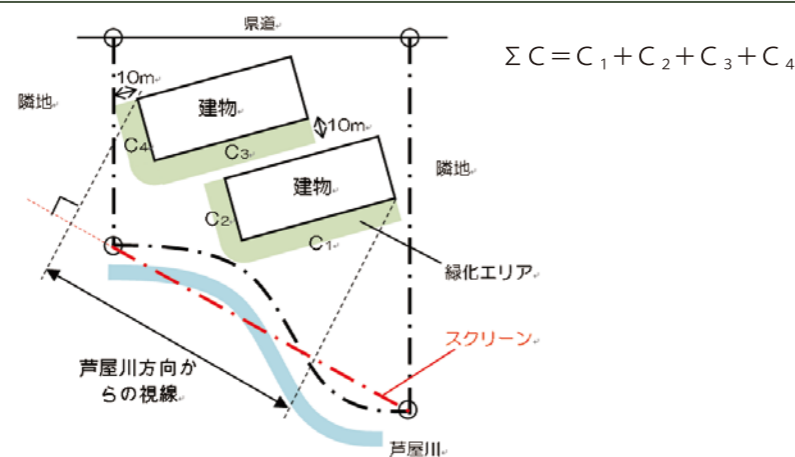 県道
ΣC=C₁+C₂+C₃+C₄
10m
隣地
建物
C₄
C₃
10m
隣地
建物
C₂
C₁
緑化エリア
スクリーン
芦屋川方向か
らの視線
芦屋川